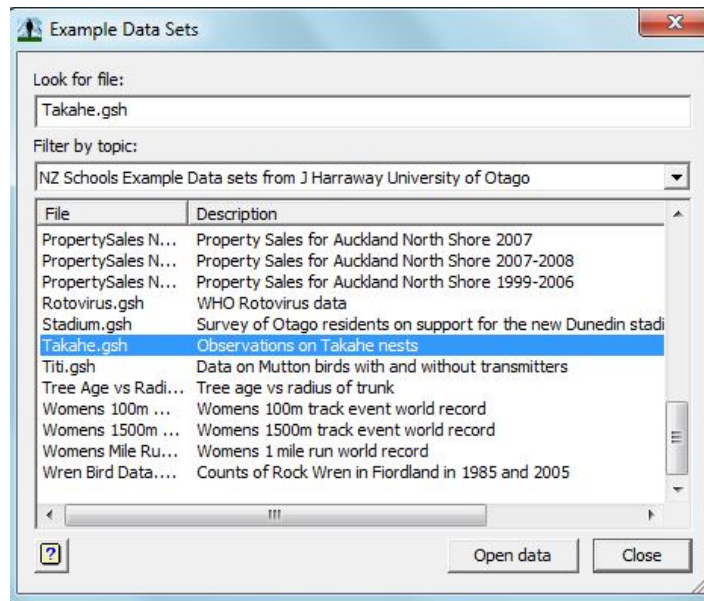 Example Data Sets
Look for file:
Takahe.gsh
Filter by topic:
NZ Schools Example Data sets from J Harraway University of Otago
File Description
PropertySales N... Property Sales for Auckland North Shore 2007
PropertySales N... Property Sales for Auckland North Shore 2007-2008
PropertySales N... Property Sales for Auckland North Shore 1999-2006
Rotovirus.gsh WHO Rotovirus data
Stadium.gsh Survey of Otago residents on support for the new Dunedin stadi
Takahe.gsh Observations on Takahe nests
Titi.gsh Data on Mutton birds with and without transmitters
Tree Age vs Radi... Tree age vs radius of trunk
Womens 100m ... Womens 100m track event world record
Womens 1500m ... Womens 1500m track event world record
Womens Mile Ru... Womens 1 mile run world record
Wren Bird Data.... Counts of Rock Wren in Fiordland in 1985 and 2005
? Open data Close